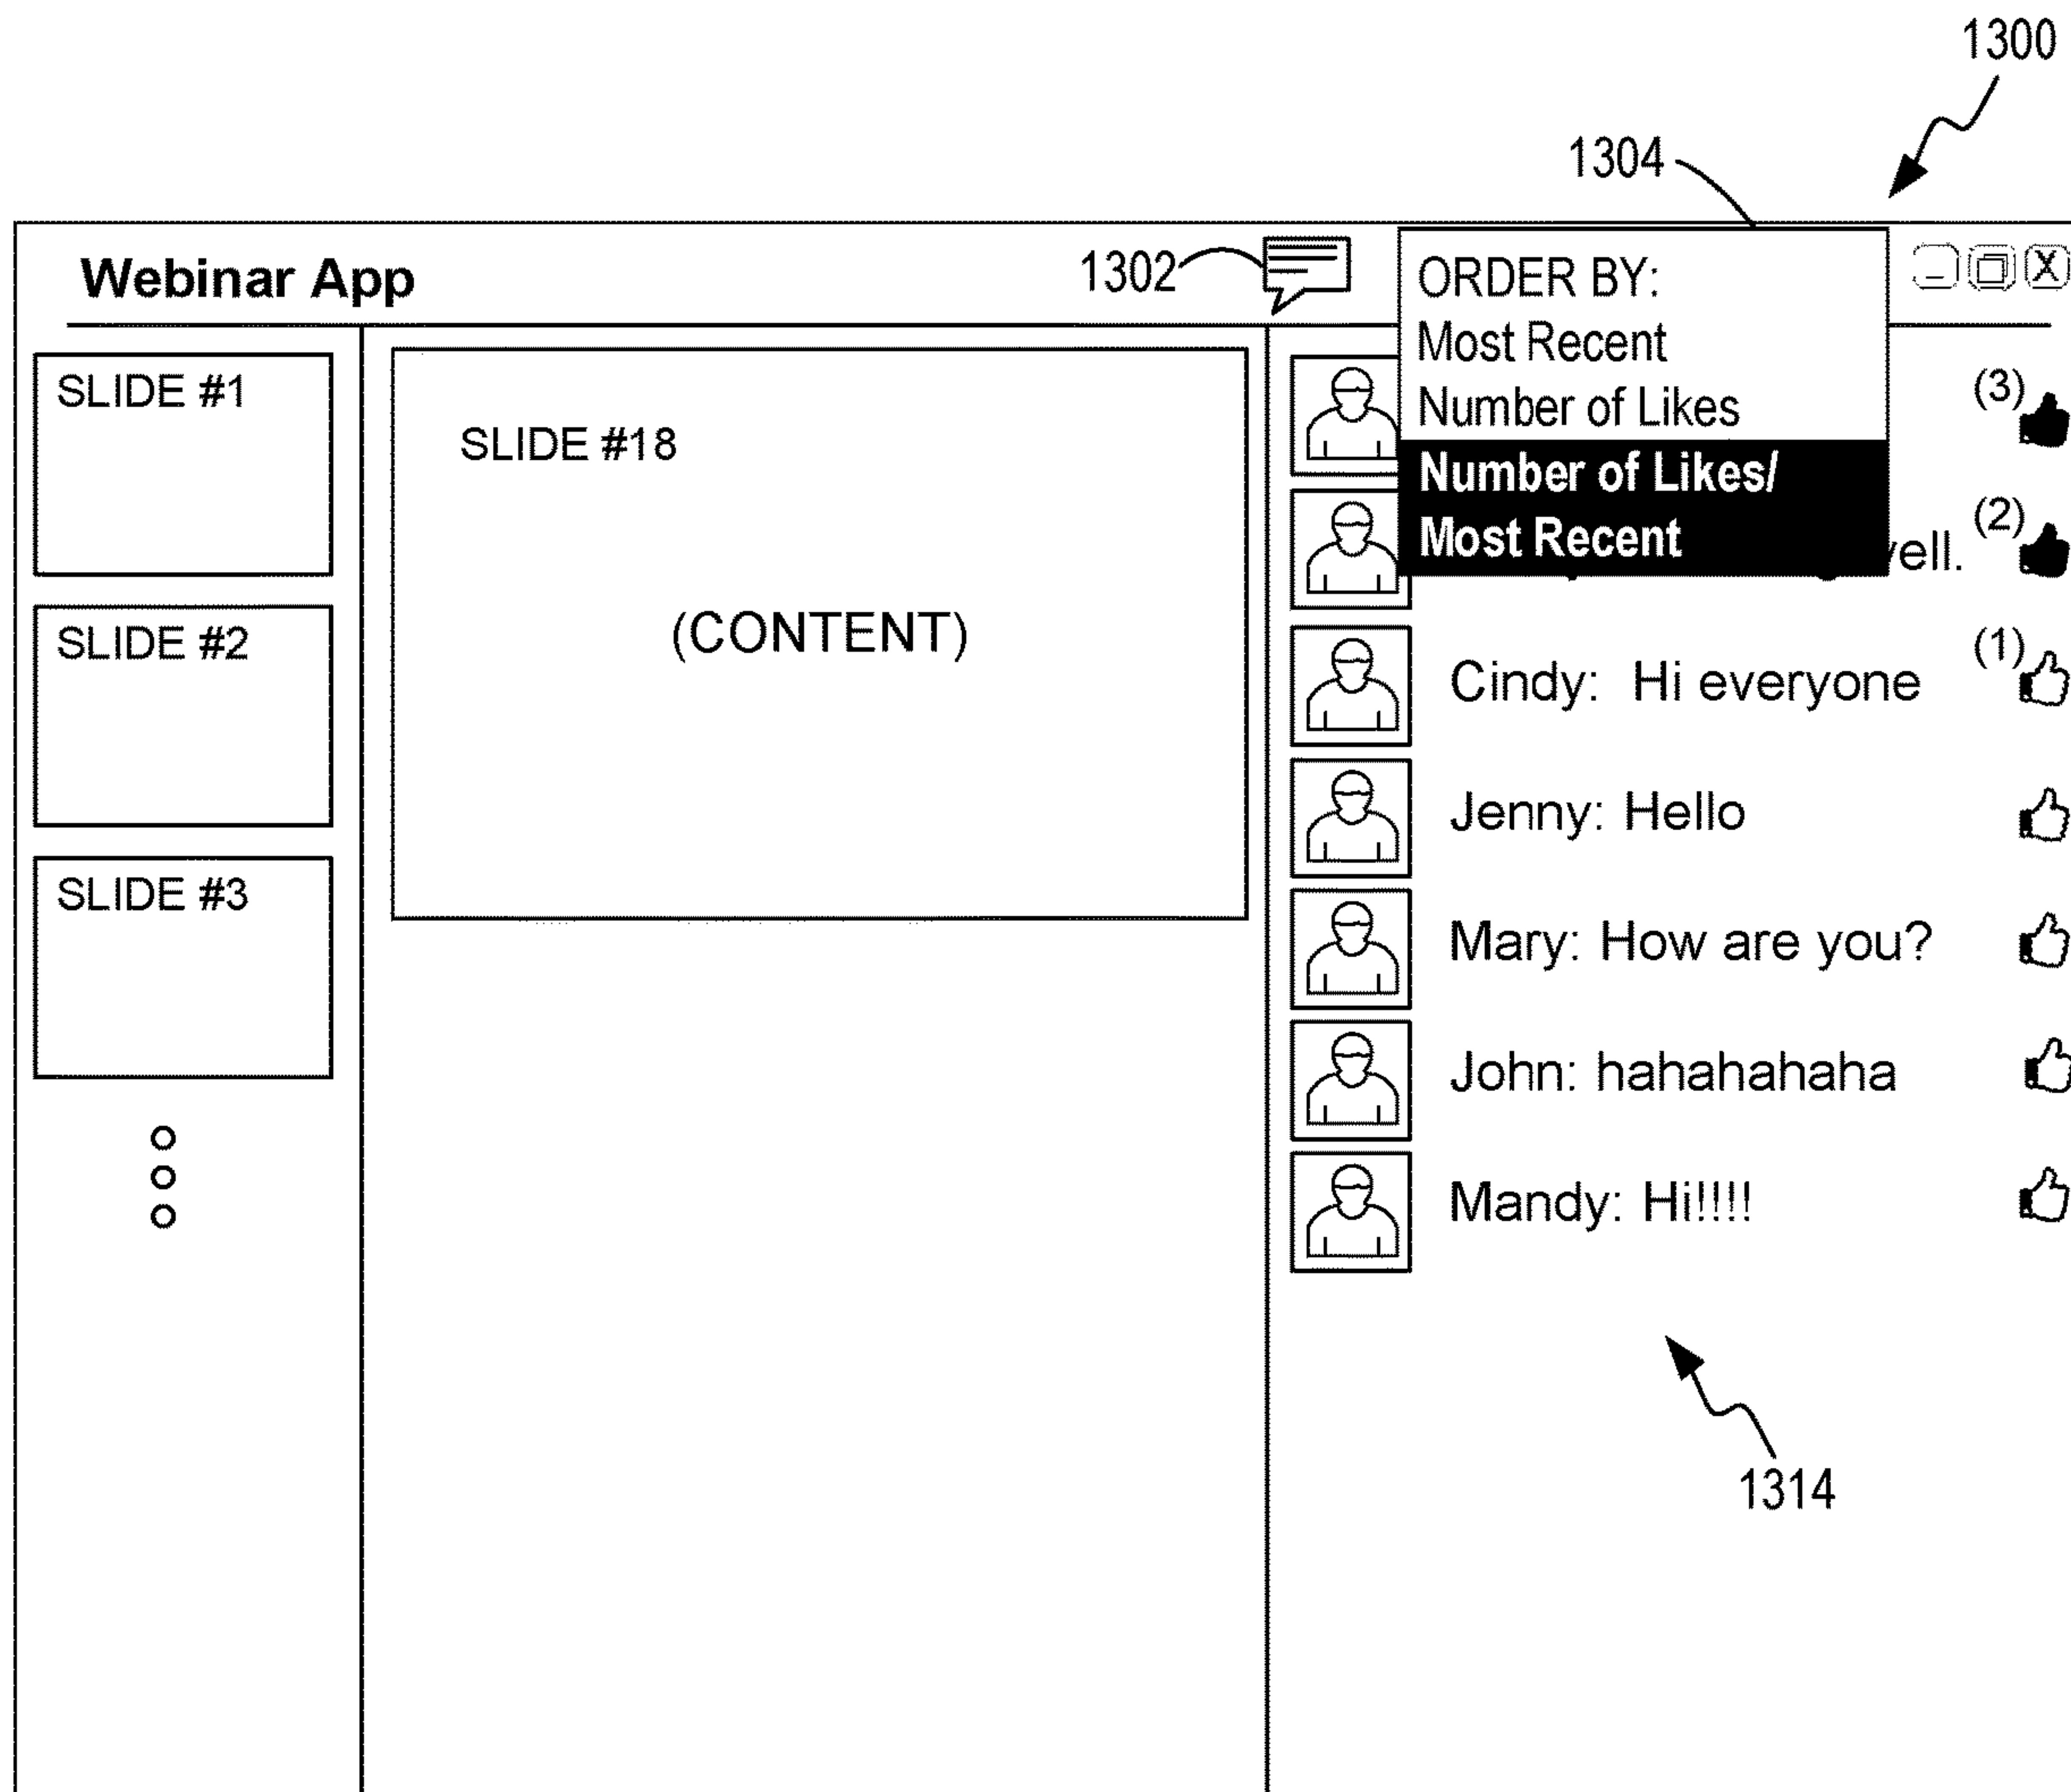 1300
1304
Webinar App
1302
ORDER BY:
Most Recent
Number of Likes
Number of Likes/
Most Recent
X
SLIDE #1
SLIDE #2
SLIDE #3
SLIDE #18
(CONTENT)
(3)
(2)
Cindy: Hi everyone (1)
Jenny: Hello
Mary: How are you?
John: hahahahaha
Mandy: Hi!!!!
1314